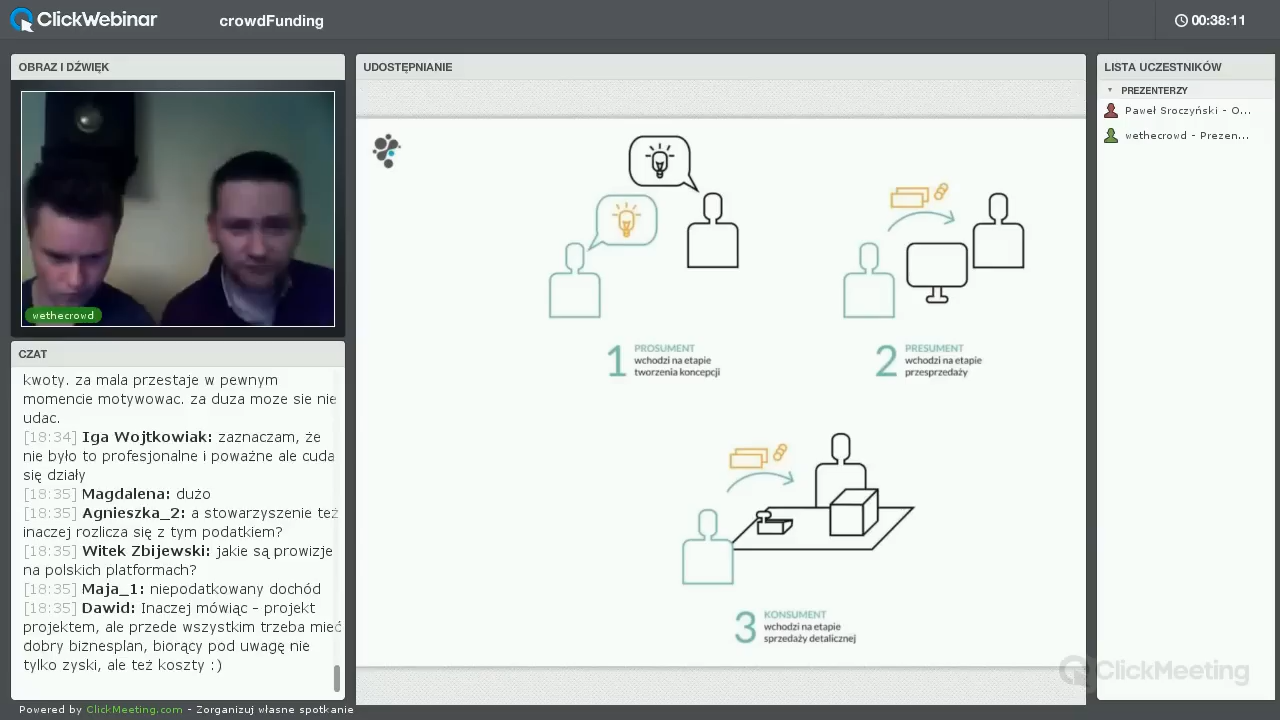 ClickWebinar
crowdFunding
00:38:11
OBRAZ I DŹWIĘK
wethecrowd
CZAT
kwoty. za mala przestaje w pewnym
momencie motywowac. za duza moze sie nie
udac.
[18:34] Iga Wojtkowiak: zaznaczam, że
nie było to profesjonalne i poważne ale cuda
się działy
[18:35] Magdalena: dużo
[18:35] Agnieszka_2: a stowarzyszenie też
inaczej rozlicza się z tym podatkiem?
[18:35] Witek Zbijewski: jakie są prowizje
na polskich platformach?
[18:35] Maja_1: niepodatkowany dochód
[18:35] Dawid: Inaczej mówiąc - projekt
projektem, ale przede wszystkim trzeba mieć
dobry biznesplan, biorący pod uwagę nie
tylko zyski, ale też koszty :)
UDOSTĘPNIANIE
1 PROSUMENT
wchodzi na etapie
tworzenia koncepcji
2 PRESUMENT
wchodzi na etapie
przesprzedaży
3 KONSUMENT
wchodzi na etapie
sprzedaży detalicznej
LISTA UCZESTNIKÓW
PREZENTERZY
Paweł Sroczyński - O...
wethecrowd - Prezen...
ClickMeeting
Powered by ClickMeeting.com - Zorganizuj własne spotkanie